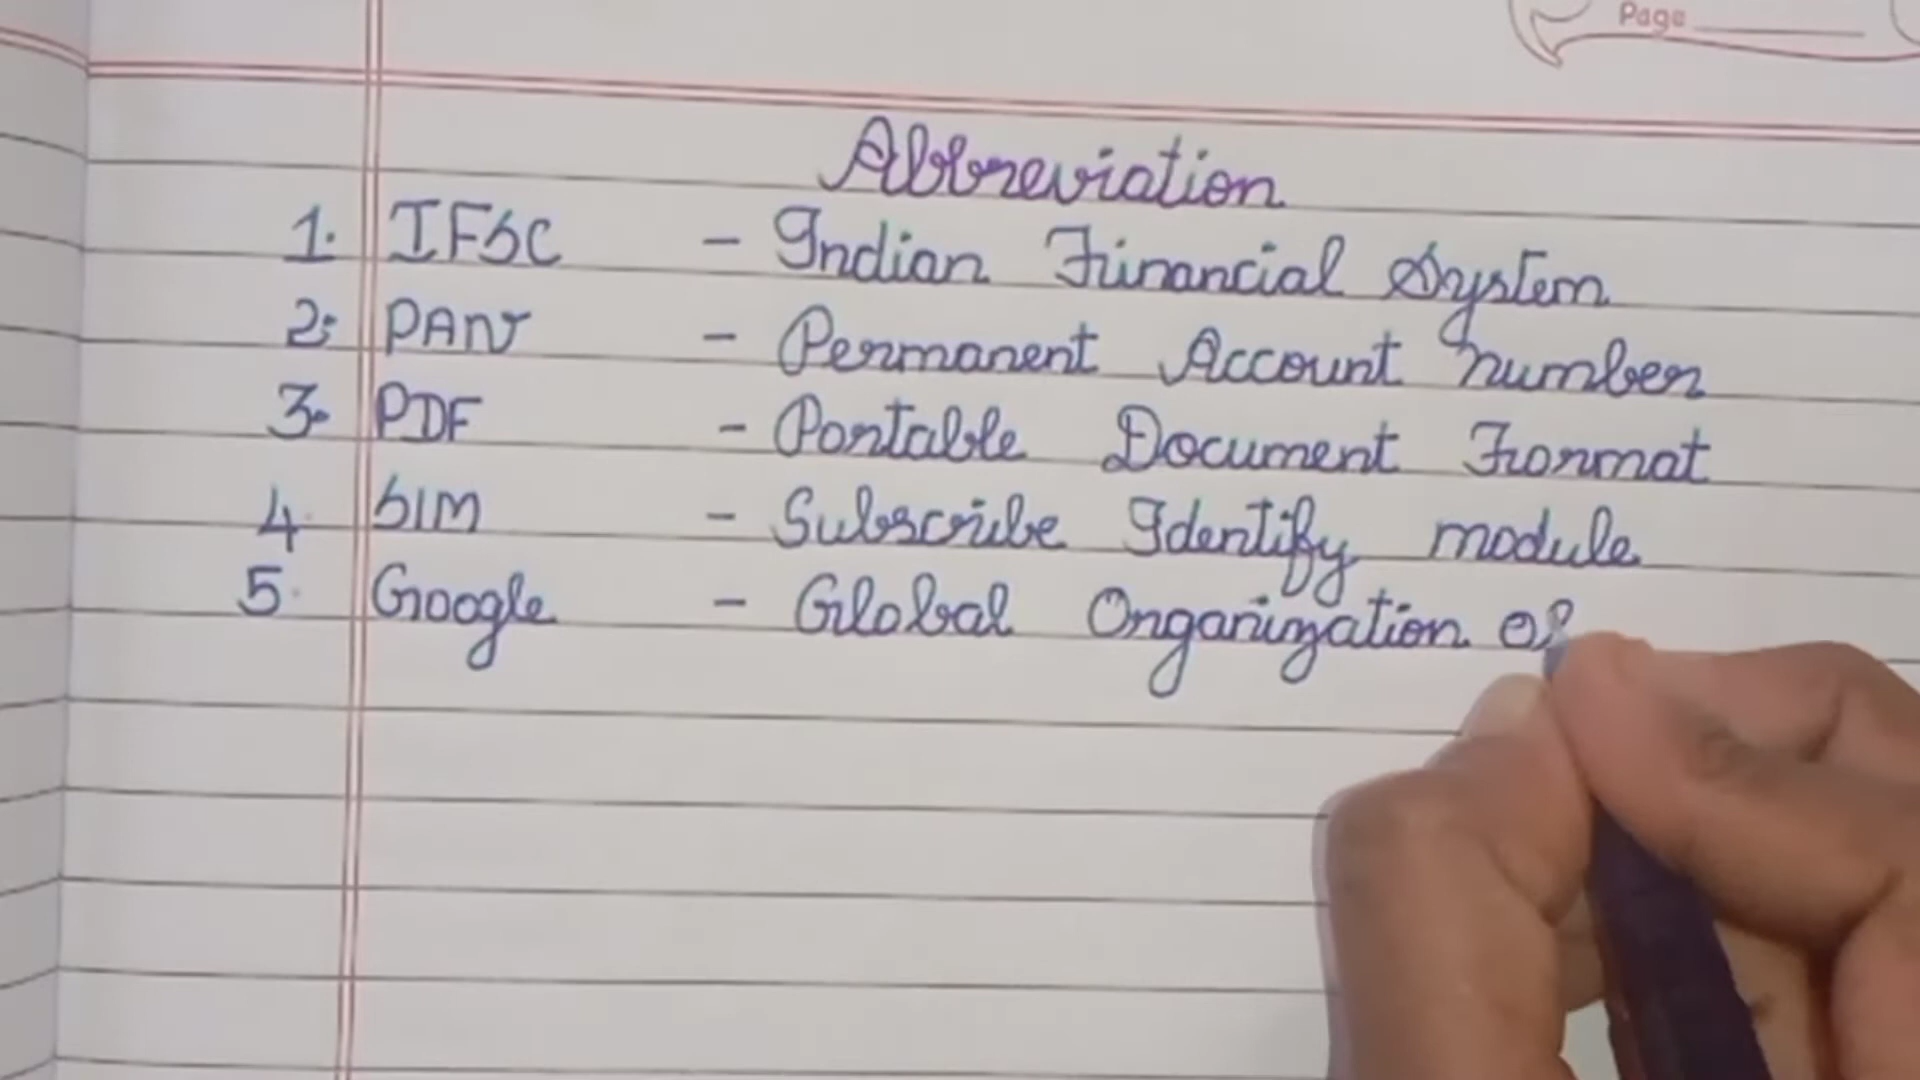 Page
Abbreviation
1. IFSC - Indian Financial System
2. PAN - Permanent Account number
3. PDF - Portable Document Format
4. SIM - Subscribe Identify module
5. Google - Global Organization of